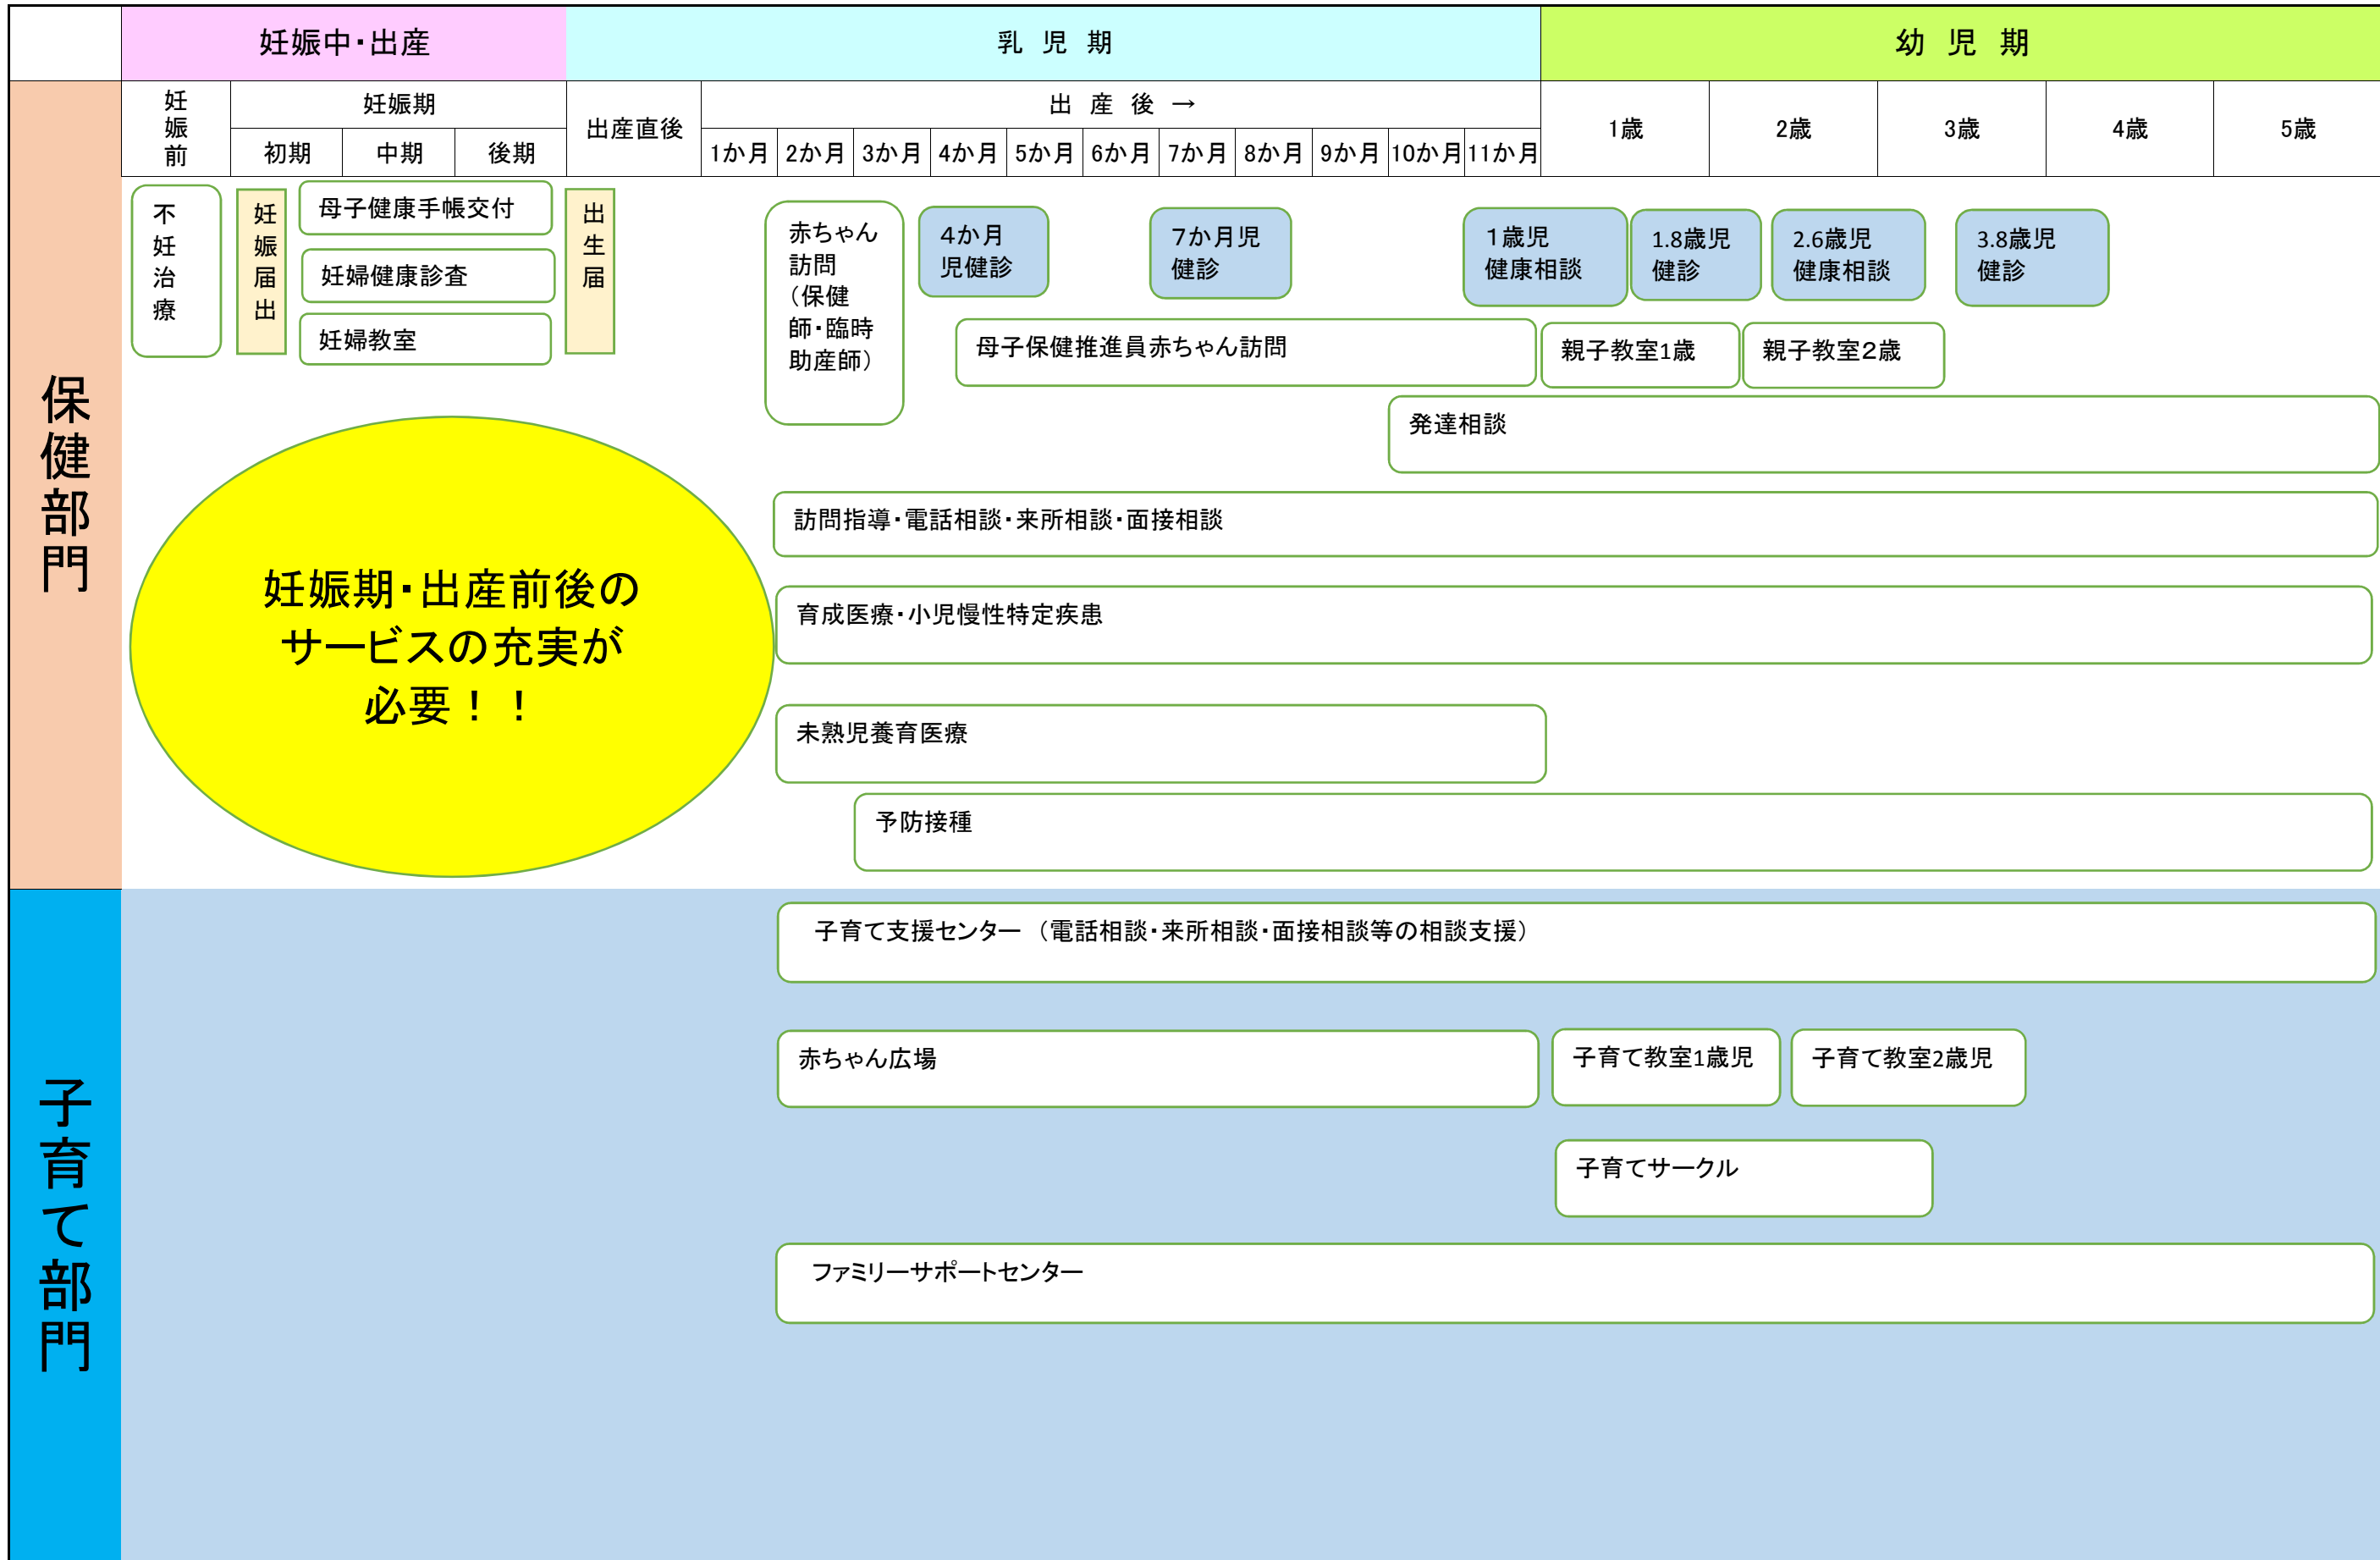 妊娠中・出産
乳 児 期
幼 児 期
妊娠前
妊娠期
出産直後
出 産 後 →
1歳
2歳
3歳
4歳
5歳
初期
中期
後期
1か月
2か月
3か月
4か月
5か月
6か月
7か月
8か月
9か月
10か月
11か月
保健部門
不妊治療
妊娠届出
母子健康手帳交付
妊婦健康診査
妊婦教室
出生届
赤ちゃん
訪問
（保健
師・臨時
助産師）
４か月
児健診
７か月児
健診
１歳児
健康相談
1.8歳児
健診
2.6歳児
健康相談
3.8歳児
健診
母子保健推進員赤ちゃん訪問
親子教室1歳
親子教室２歳
発達相談
訪問指導・電話相談・来所相談・面接相談
妊娠期・出産前後の
サービスの充実が
必要！！
育成医療・小児慢性特定疾患
未熟児養育医療
予防接種
子育て部門
子育て支援センター（電話相談・来所相談・面接相談等の相談支援）
赤ちゃん広場
子育て教室1歳児
子育て教室2歳児
子育てサークル
ファミリーサポートセンター